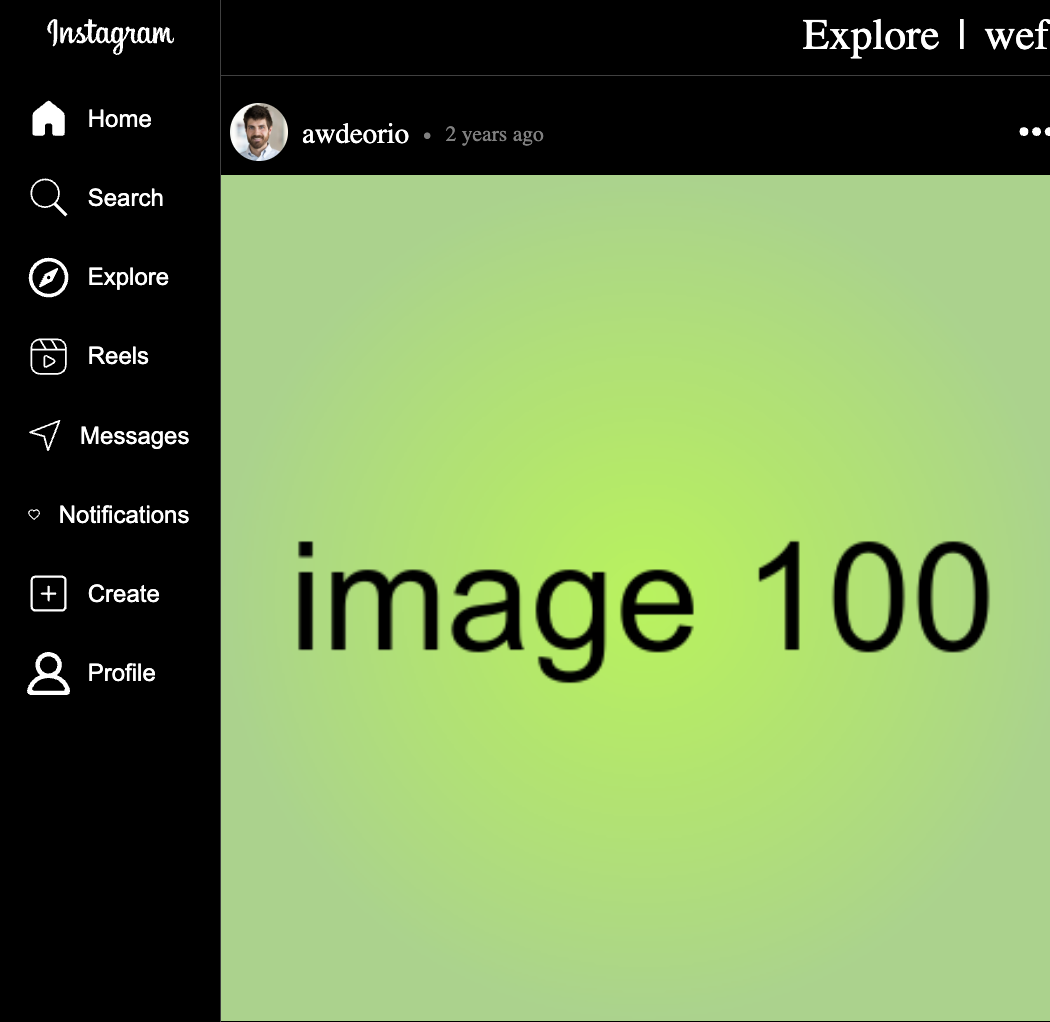 Instagram
Home
Search
Explore
Reels
Messages
Notifications
Create
Profile
Explore | wef
awdeorio • 2 years ago
image 100